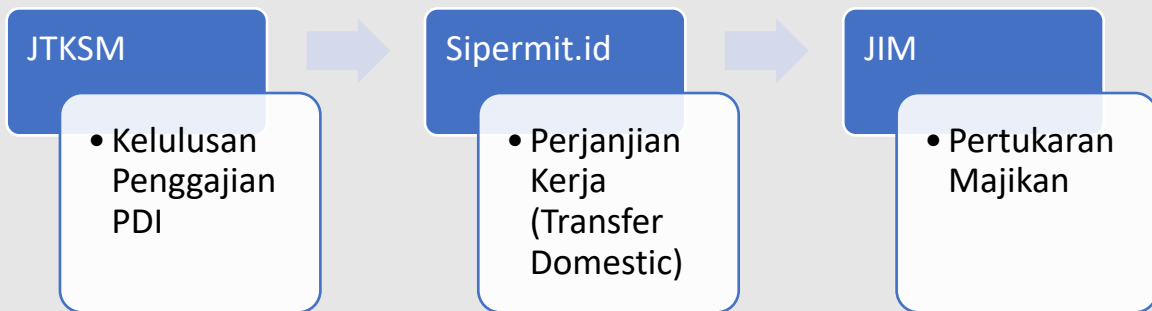 JTKSM
• Kelulusan
Penggajian
PDI
Sipermit.id
• Perjanjian
Kerja
(Transfer
Domestic)
JIM
• Pertukaran
Majikan